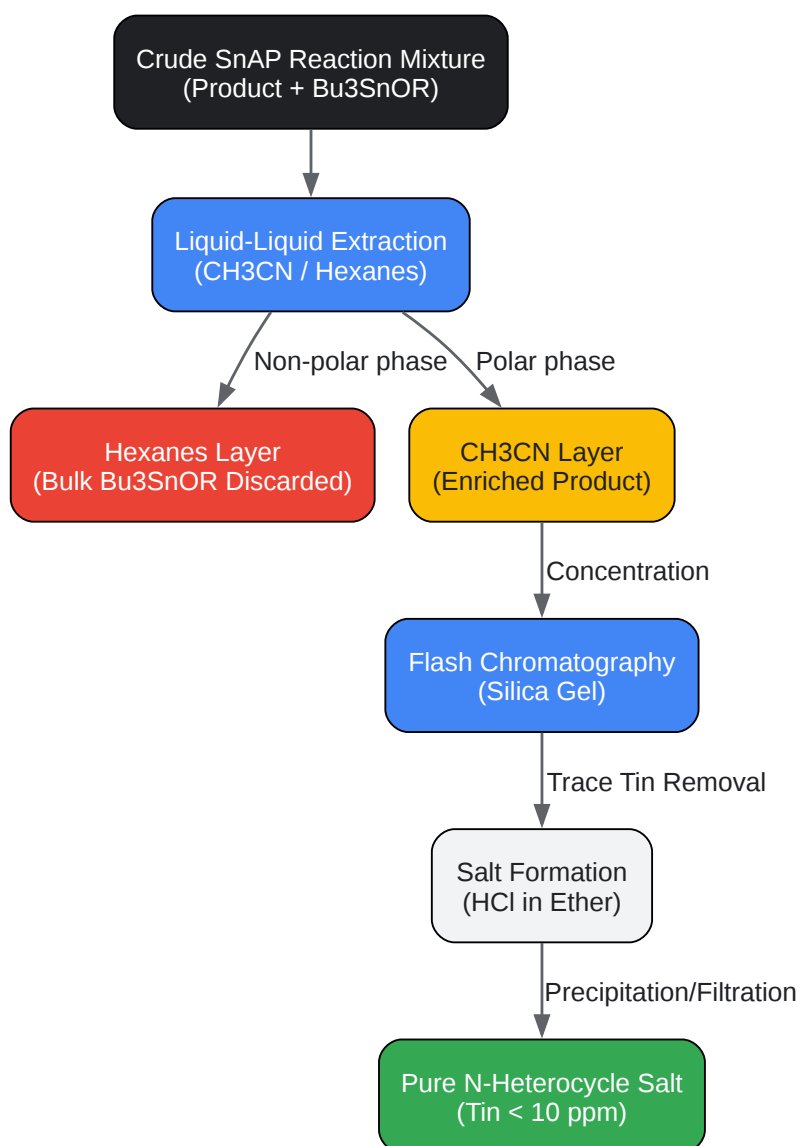 Crude SnAP Reaction Mixture
(Product + Bu3SnOR)
Liquid-Liquid Extraction
(CH3CN / Hexanes)
Non-polar phase
Polar phase
Hexanes Layer
(Bulk Bu3SnOR Discarded)
CH3CN Layer
(Enriched Product)
Concentration
Flash Chromatography
(Silica Gel)
Trace Tin Removal
Salt Formation
(HCl in Ether)
Precipitation/Filtration
Pure N-Heterocycle Salt
(Tin < 10 ppm)